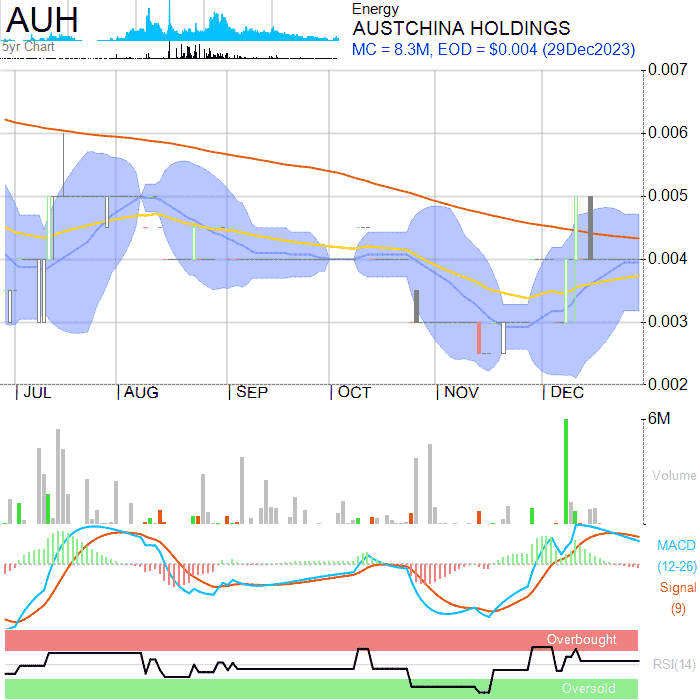 AUH
5yr Chart
Energy
AUSTCHINA HOLDINGS
MC = 8.3M, EOD = $0.004 (29Dec2023)
0.007
0.006
0.005
0.004
0.003
0.002
JUL
AUG
SEP
OCT
NOV
DEC
6M
Volume
MACD
(12-26)
Signal
(9)
Overbought
RSI(14)
Oversold